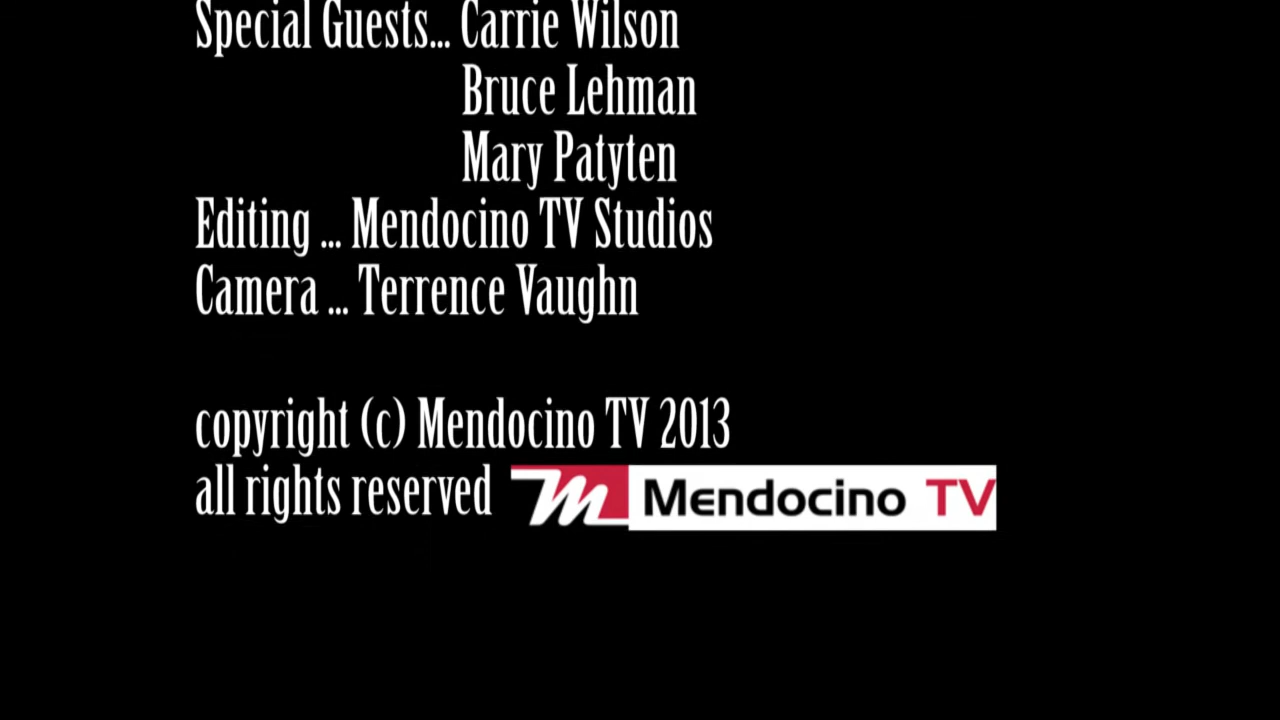 Special Guests... Carrie Wilson
Bruce Lehman
Mary Patyten
Editing ... Mendocino TV Studios
Camera ... Terrence Vaughn
copyright (c) Mendocino TV 2013
all rights reserved m Mendocino TV